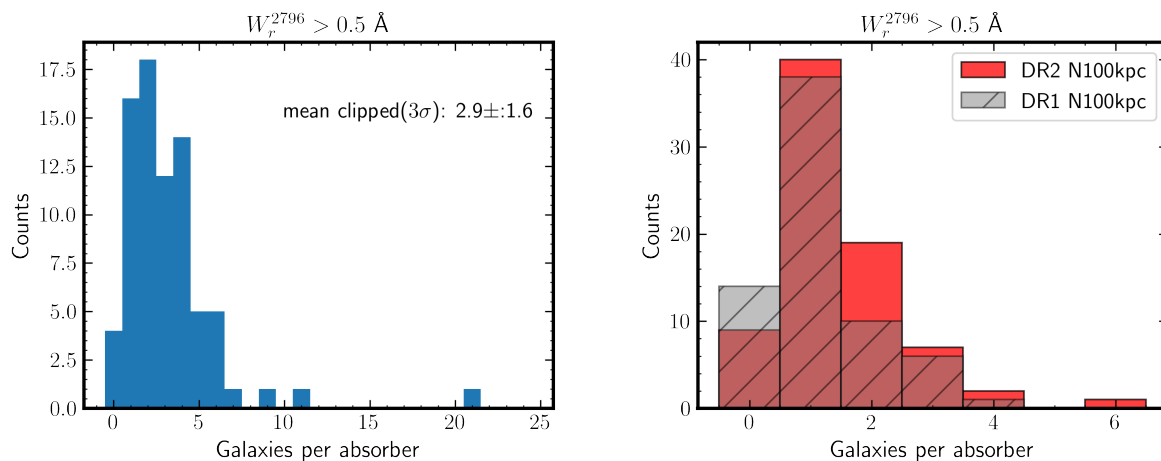 $W_r^{2796} > 0.5$ Å
mean clipped(3σ): 2.9±:1.6
Counts
17.5
15.0
12.5
10.0
7.5
5.0
2.5
0.0
0 5 10 15 20 25
Galaxies per absorber
$W_r^{2796} > 0.5$ Å
DR2 N100kpc
DR1 N100kpc
Counts
40
30
20
10
0
0 2 4 6
Galaxies per absorber